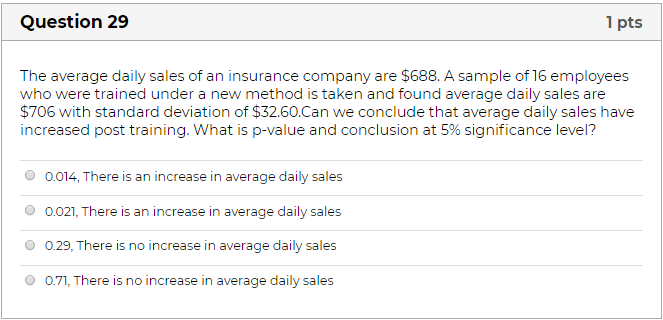 Question 29
1 pts
The average daily sales of an insurance company are $688. A sample of 16 employees
who were trained under a new method is taken and found average daily sales are
$706 with standard deviation of $32.60.Can we conclude that average daily sales have
increased post training. What is p-value and conclusion at 5% significance level?
0.014, There is an increase in average daily sales
0.021, There is an increase in average daily sales
0.29, There is no increase in average daily sales
0.71, There is no increase in average daily sales